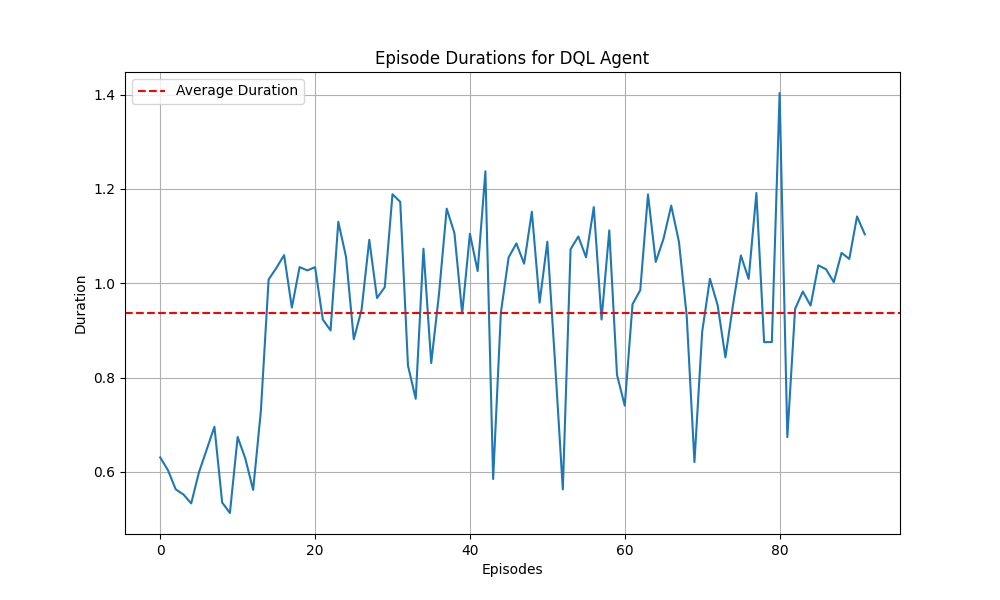 Episode Durations for DQL Agent
Average Duration
1.4
1.2
1.0
0.8
0.6
Duration
0 20 40 60 80
Episodes